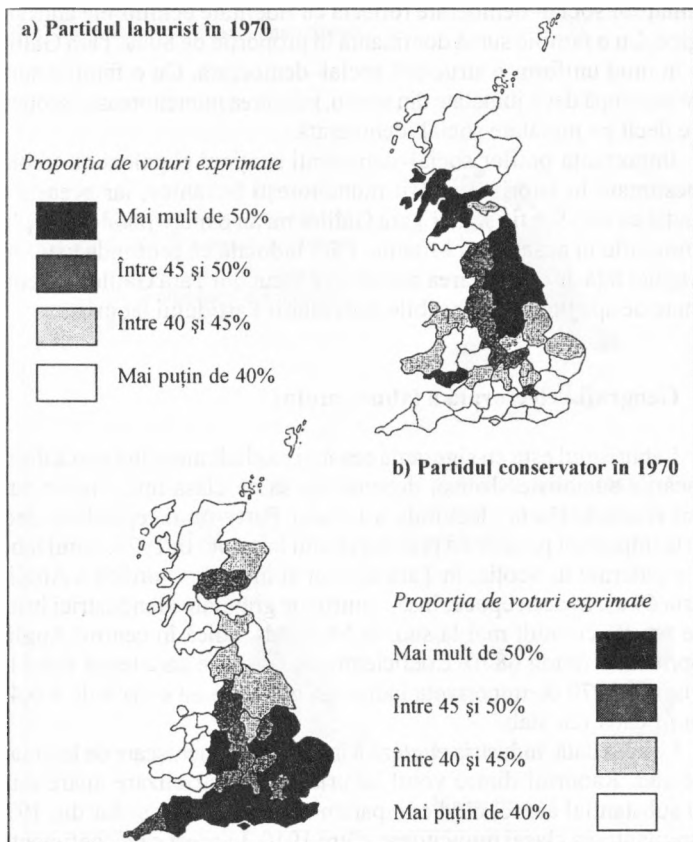 a) Partidul laburist în 1970
Proporția de voturi exprimate
Mai mult de 50%
Între 45 și 50%
Între 40 și 45%
Mai puțin de 40%
b) Partidul conservator în 1970
Proporția de voturi exprimate
Mai mult de 50%
Între 45 și 50%
Între 40 și 45%
Mai puțin de 40%